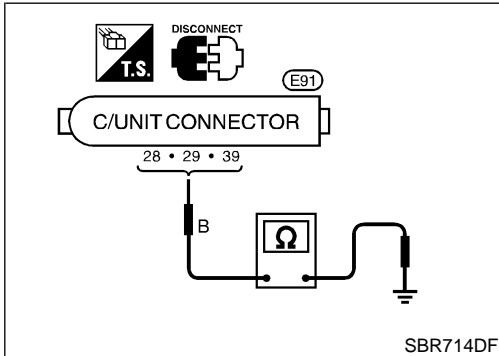 DISCONNECT
T.S.
E91
C/UNIT CONNECTOR
28 • 29 • 39
B
Ω
SBR714DF